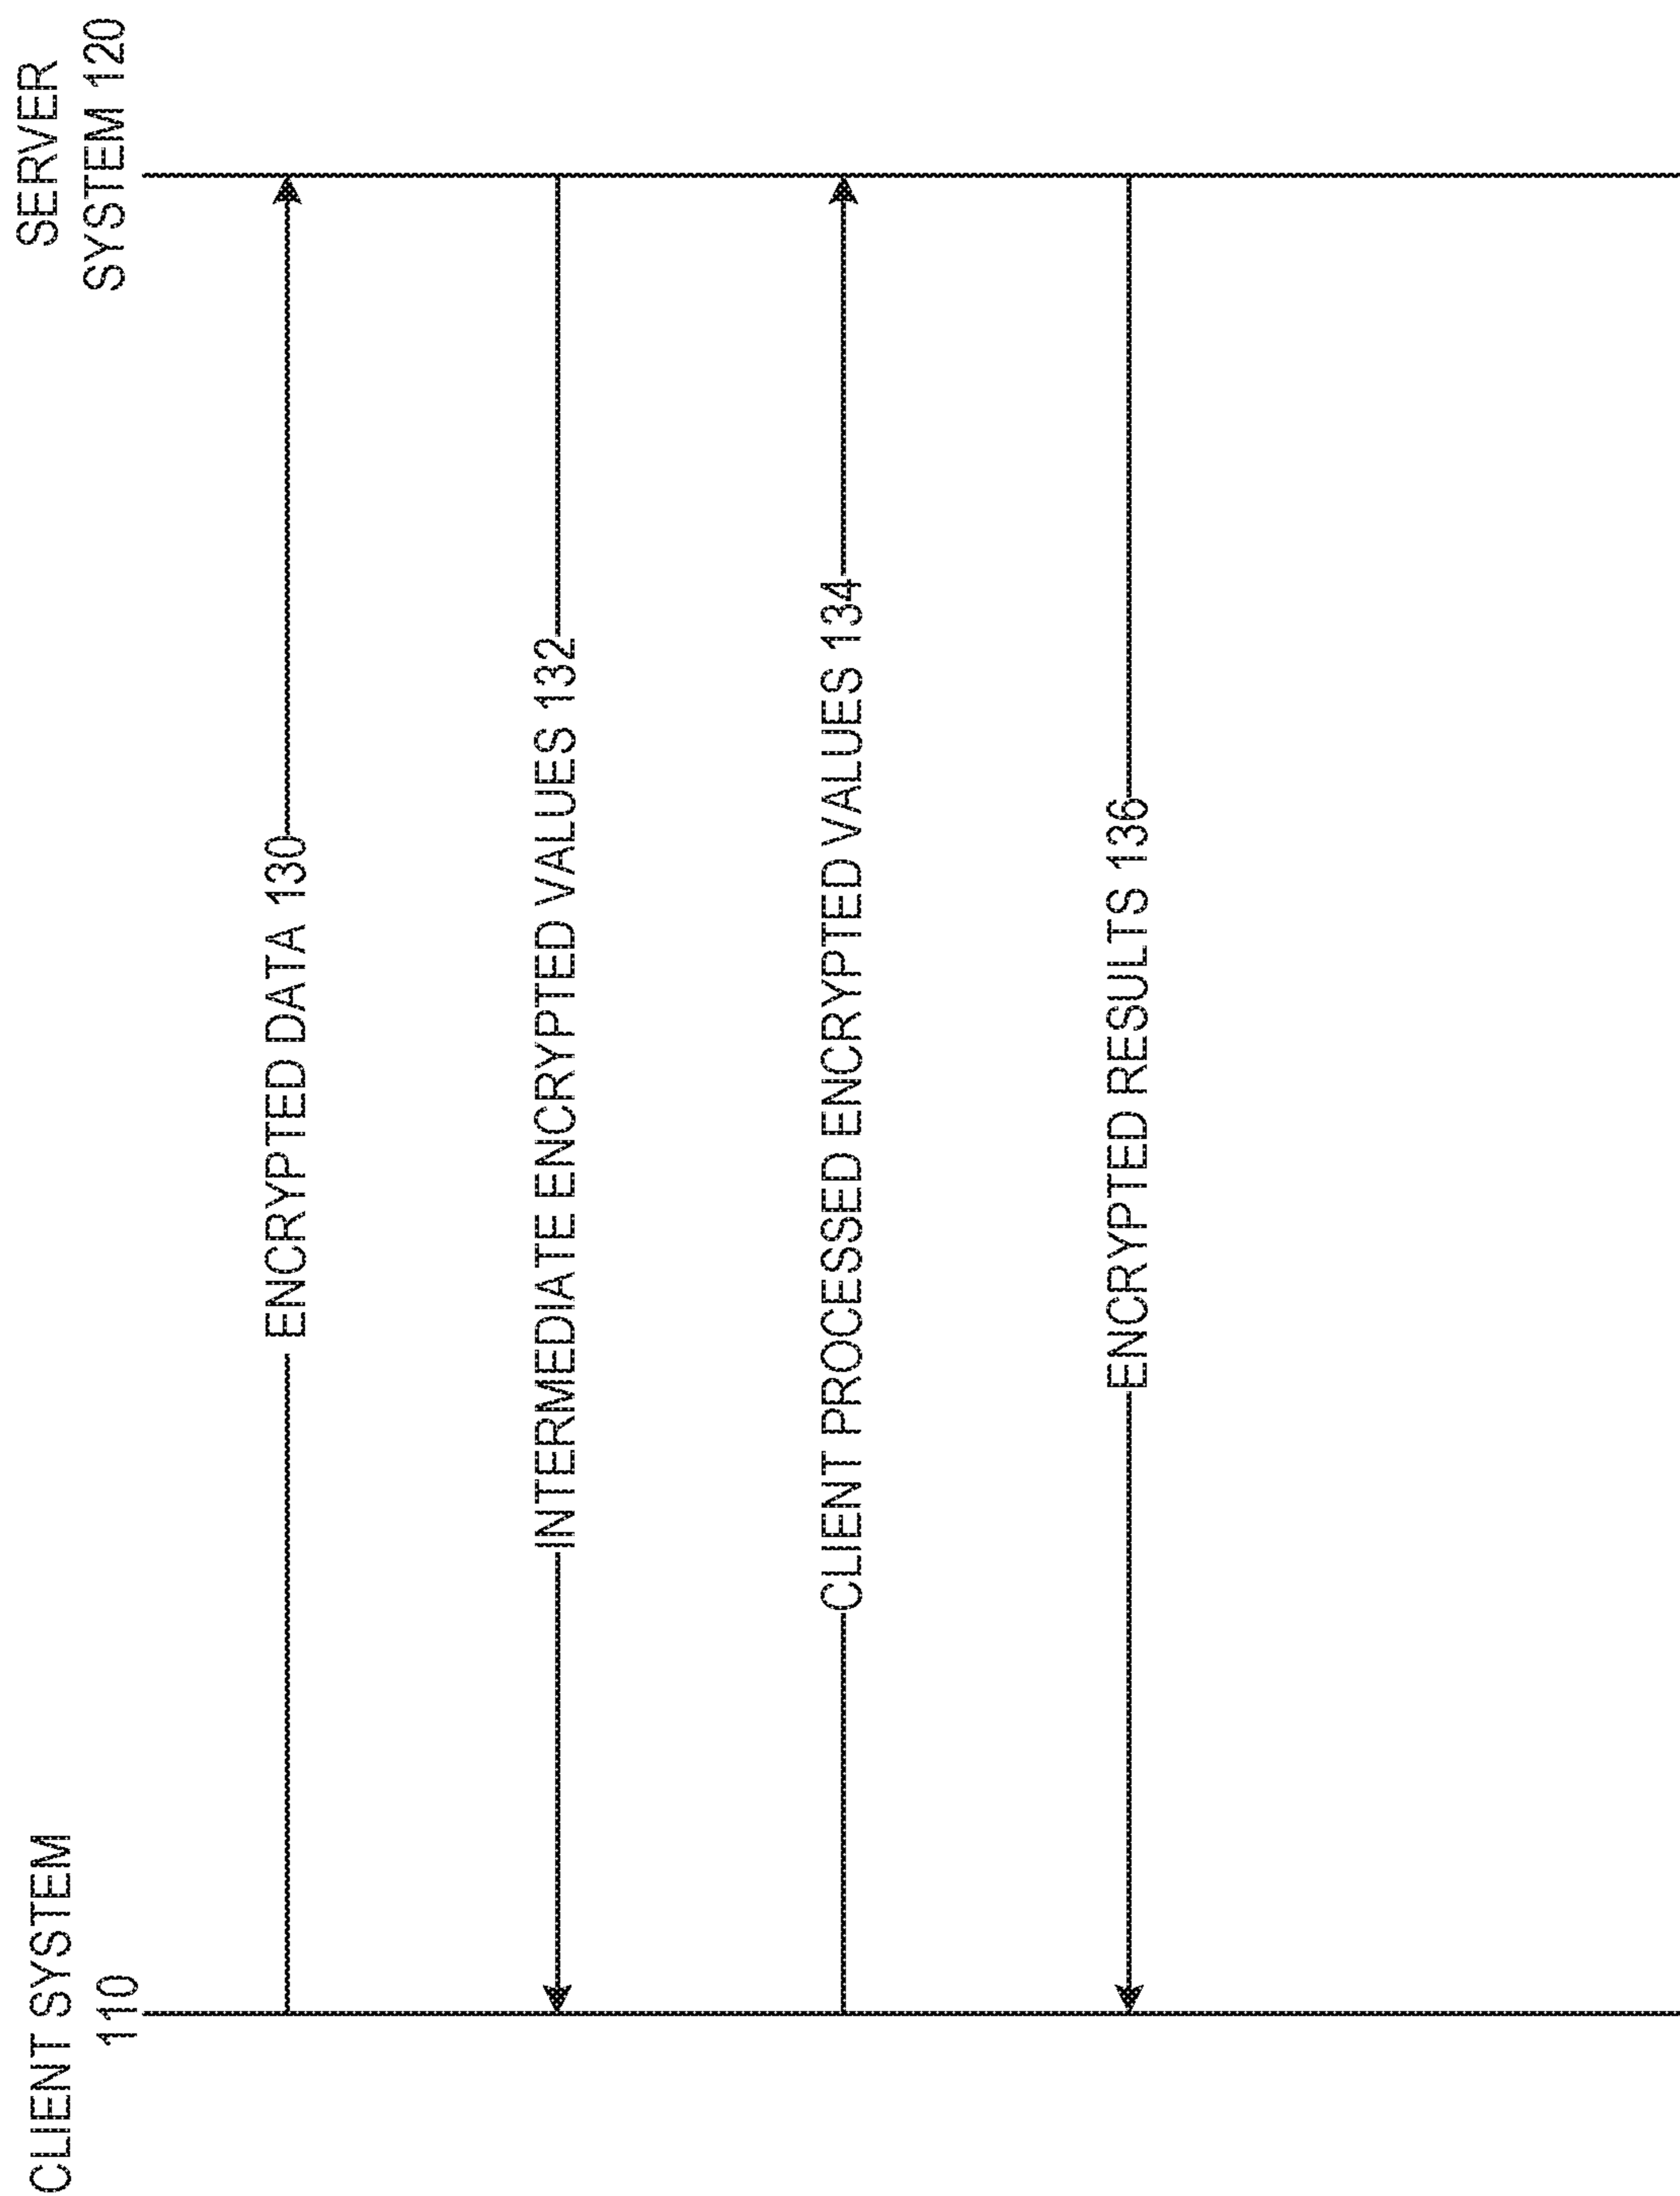 CLIENT SYSTEM
110
SERVER
SYSTEM 120
ENCRYPTED DATA 130
INTERMEDIATE ENCRYPTED VALUES 132
CLIENT PROCESSED ENCRYPTED VALUES 134
ENCRYPTED RESULTS 136